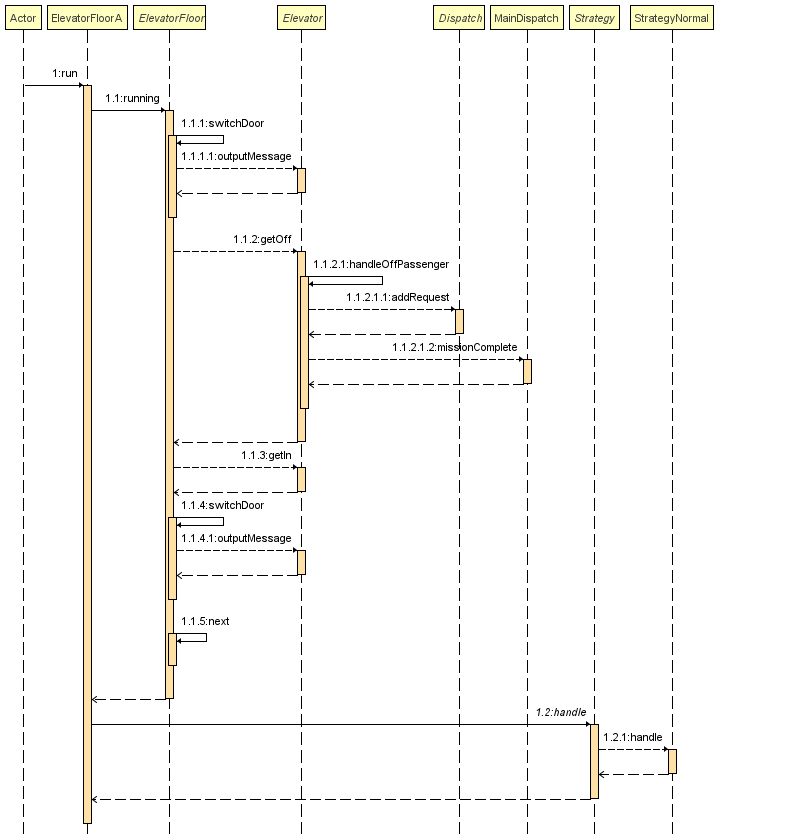 Actor ElevatorFloorA ElevatorFloor Elevator Dispatch MainDispatch Strategy StrategyNormal
1:run
1.1:running
1.1.1:switchDoor
1.1.1.1:outputMessage
1.1.2:getOff
1.1.2.1:handleOffPassenger
1.1.2.1.1:addRequest
1.1.2.1.2:missionComplete
1.1.3:getIn
1.1.4:switchDoor
1.1.4.1:outputMessage
1.1.5:next
1.2:handle
1.2.1:handle